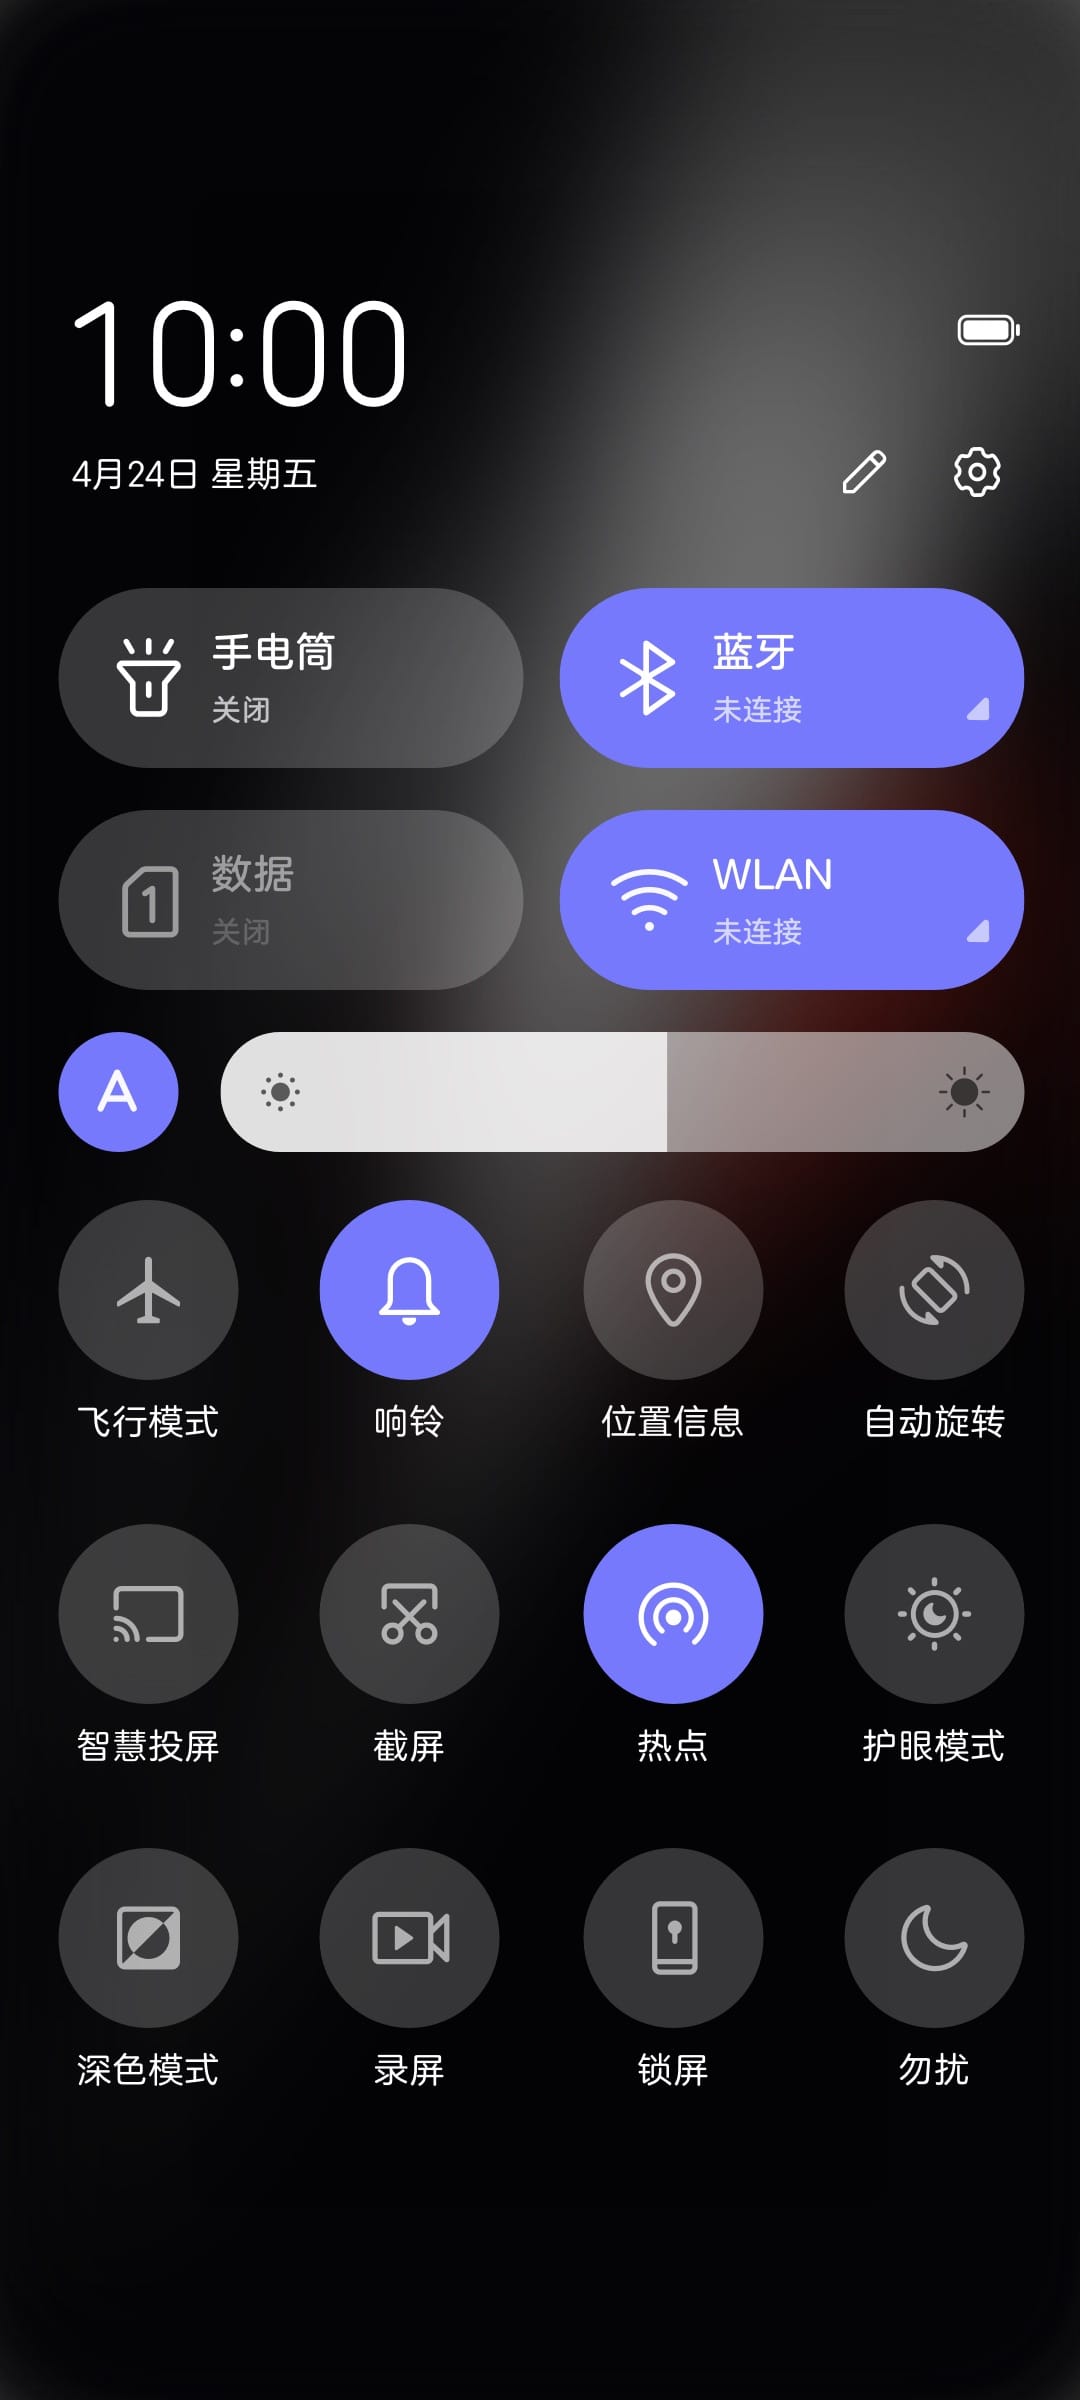 10:00
4月24日 星期五
手电筒
关闭
蓝牙
未连接
1
数据
关闭
WLAN
未连接
A
飞行模式
响铃
位置信息
自动旋转
智慧投屏
截屏
热点
护眼模式
深色模式
录屏
锁屏
勿扰